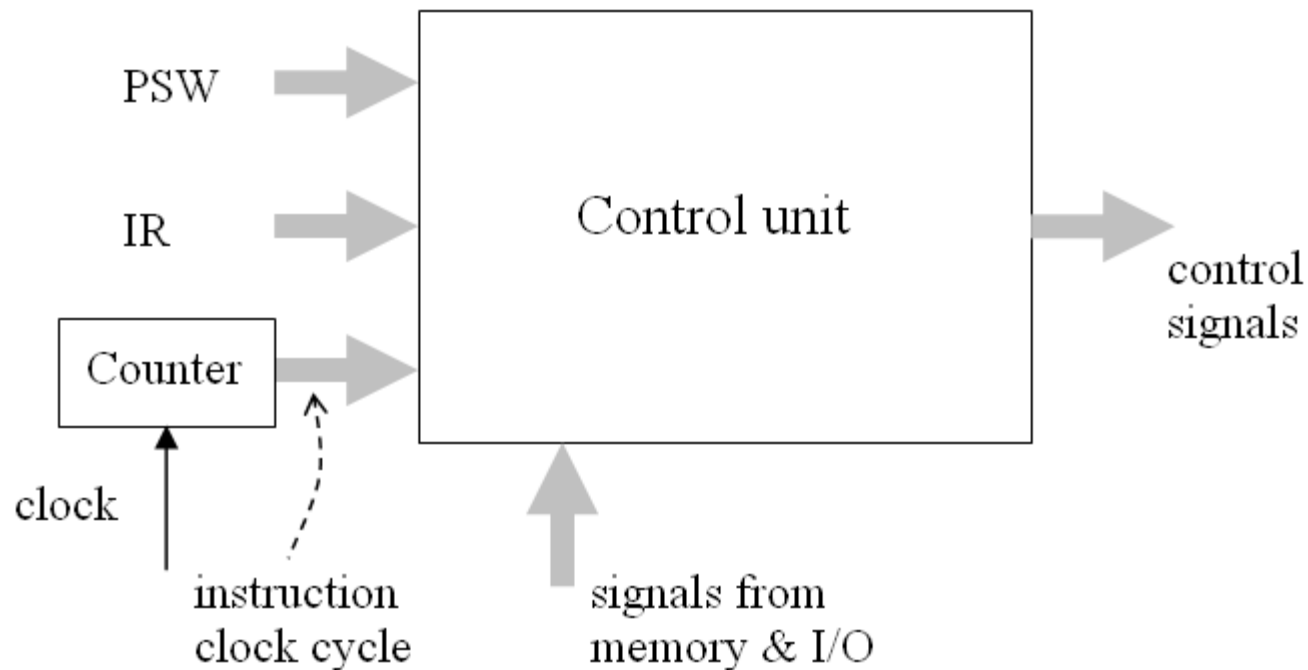 PSW
IR
Control unit
control
signals
Counter
clock
instruction
clock cycle
signals from
memory & I/O